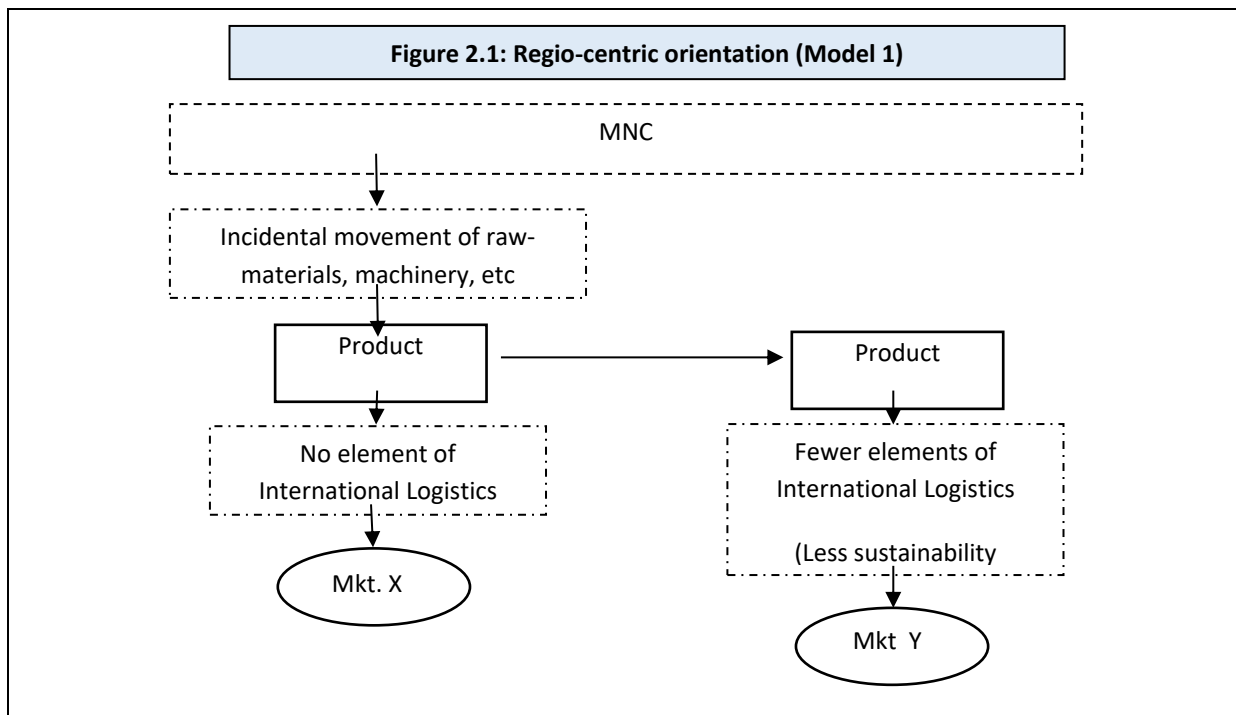 Figure 2.1: Regio-centric orientation (Model 1)
MNC
Incidental movement of raw-
materials, machinery, etc
Product
Product
No element of
International Logistics
Fewer elements of
International Logistics
(Less sustainability
Mkt. X
Mkt  Y